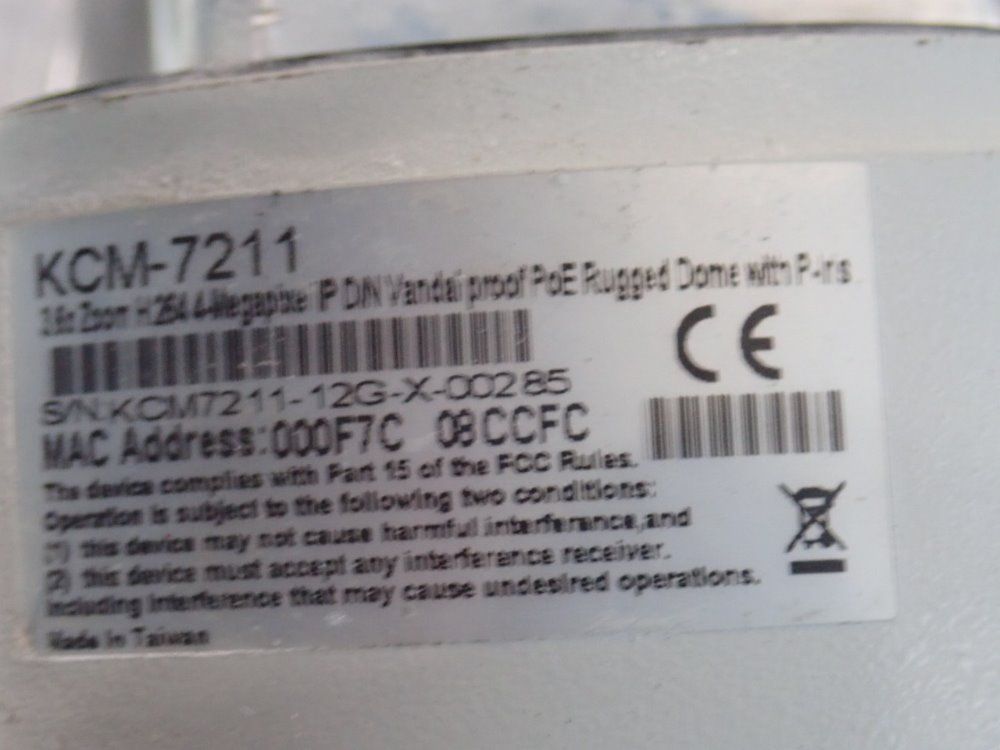 KCM-7211
3.6x Zoom H.264 4-Megapixel IP D/N Vandal proof PoE Rugged Dome with P-Iris
CE
S/N:KCM7211-12G-X-00285
MAC Address:000F7C 08CCFC
The device complies with Part 15 of the FCC Rules.
Operation is subject to the following two conditions:
(1) this device may not cause harmful interference,and
(2) this device must accept any interference receiver.
including interference that may cause undesired operations.
Made in Taiwan